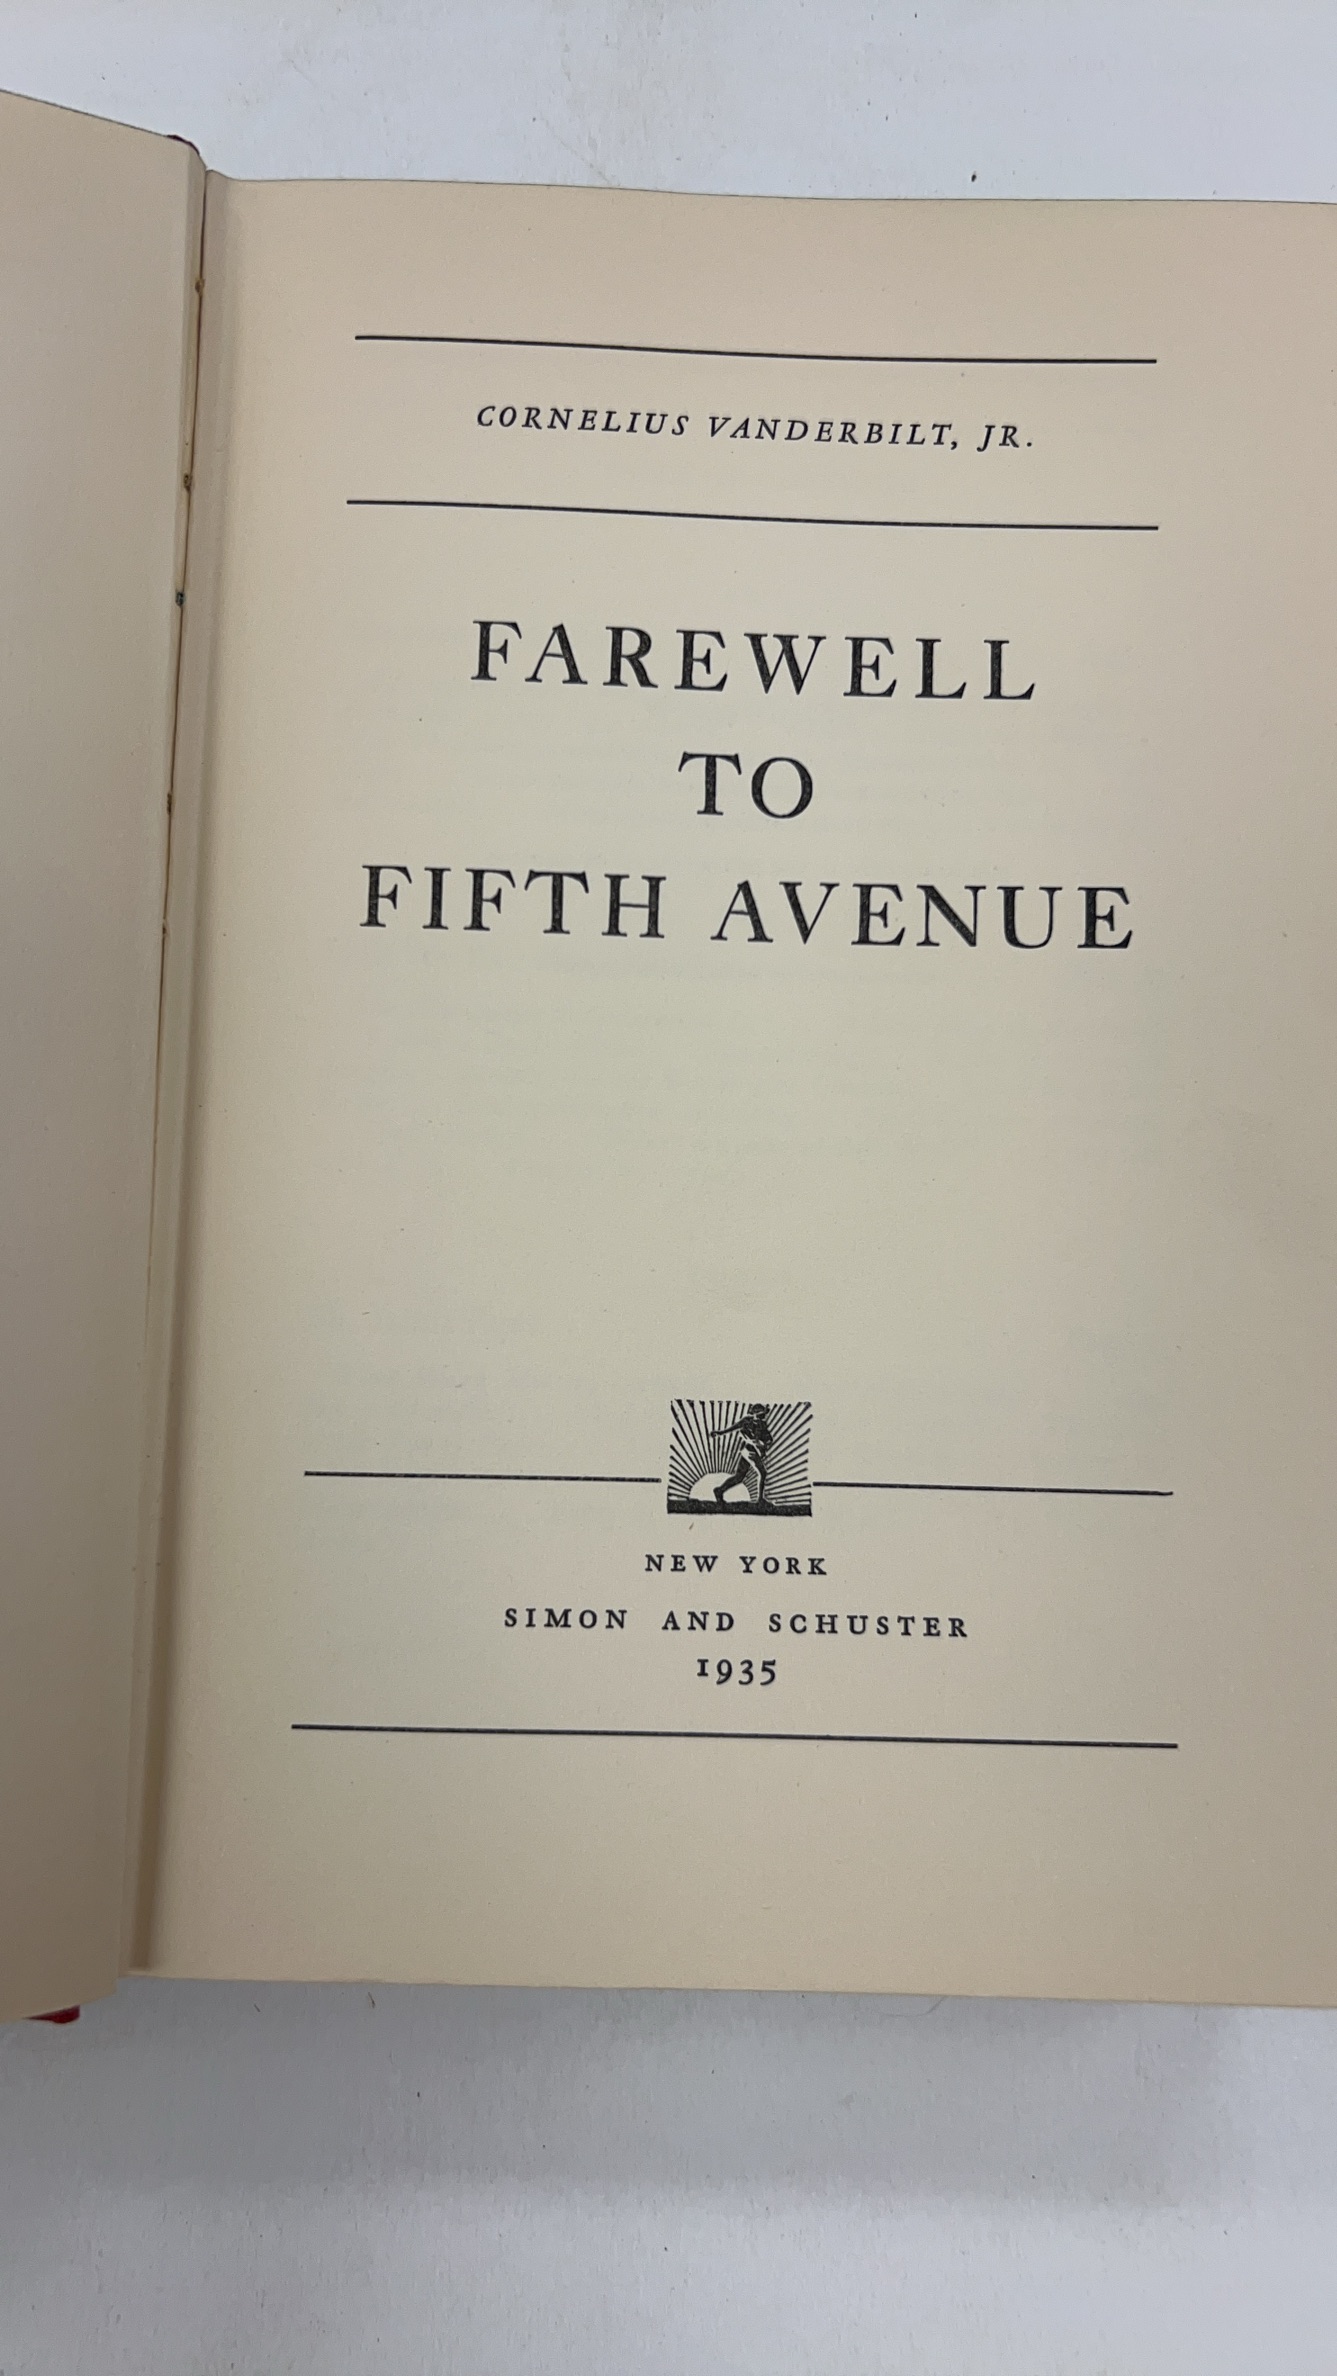 CORNELIUS VANDERBILT, JR.
FAREWELL
TO
FIFTH AVENUE
NEW YORK
SIMON AND SCHUSTER
1935